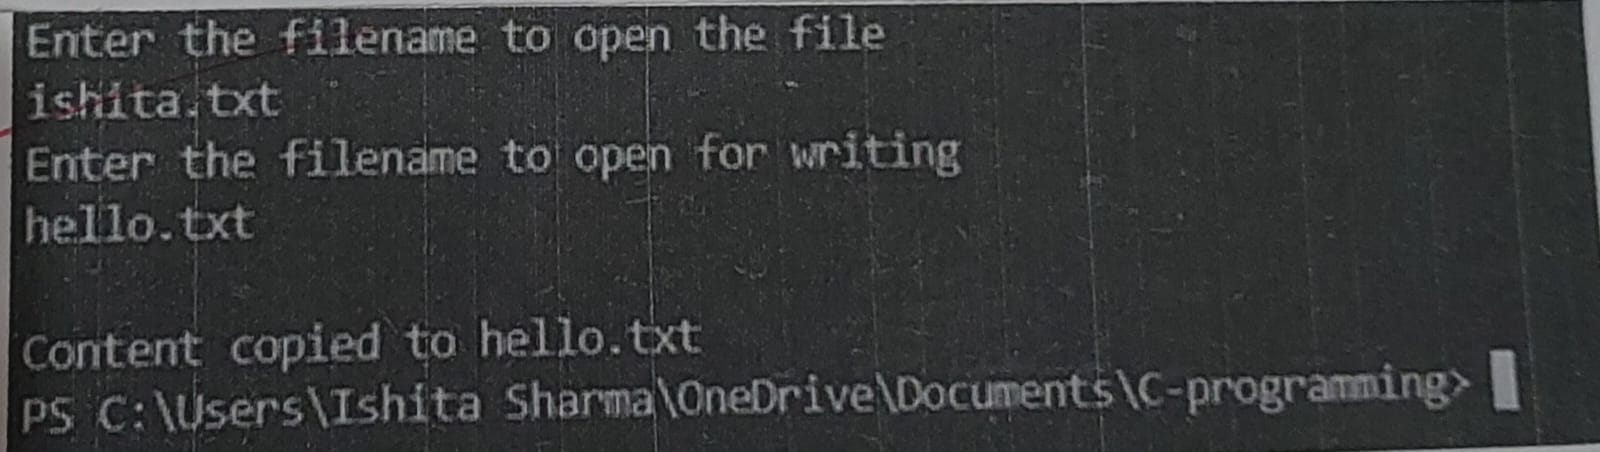 Enter the filename to open the file
ishita.txt
Enter the filename to open for writing
hello.txt
Content copied to hello.txt
PS C:\Users\Ishita Sharma\OneDrive\Documents\C-programming>